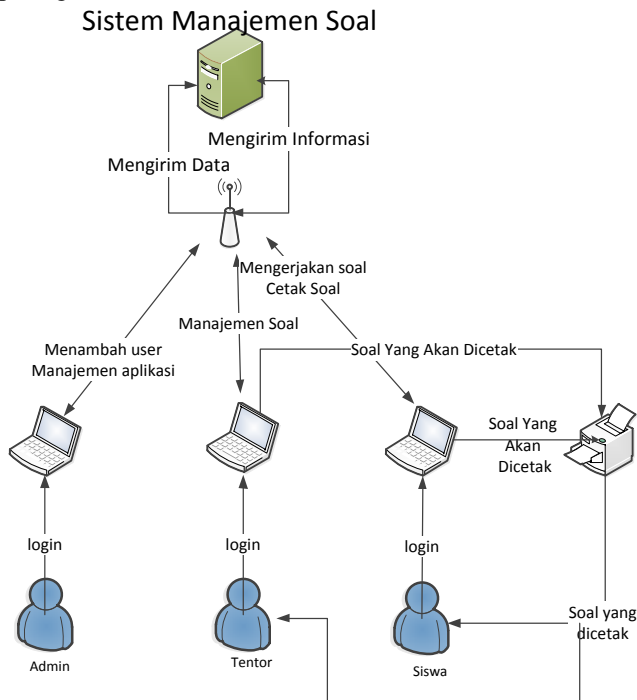 Sistem Manajemen Soal
Mengirim Informasi
Mengirim Data
Mengerjakan soal
Cetak Soal
Manajemen Soal
Menambah user
Manajemen aplikasi
Soal Yang Akan Dicetak
Soal Yang
Akan
Dicetak
login
login
login
Soal yang
dicetak
Admin
Tentor
Siswa